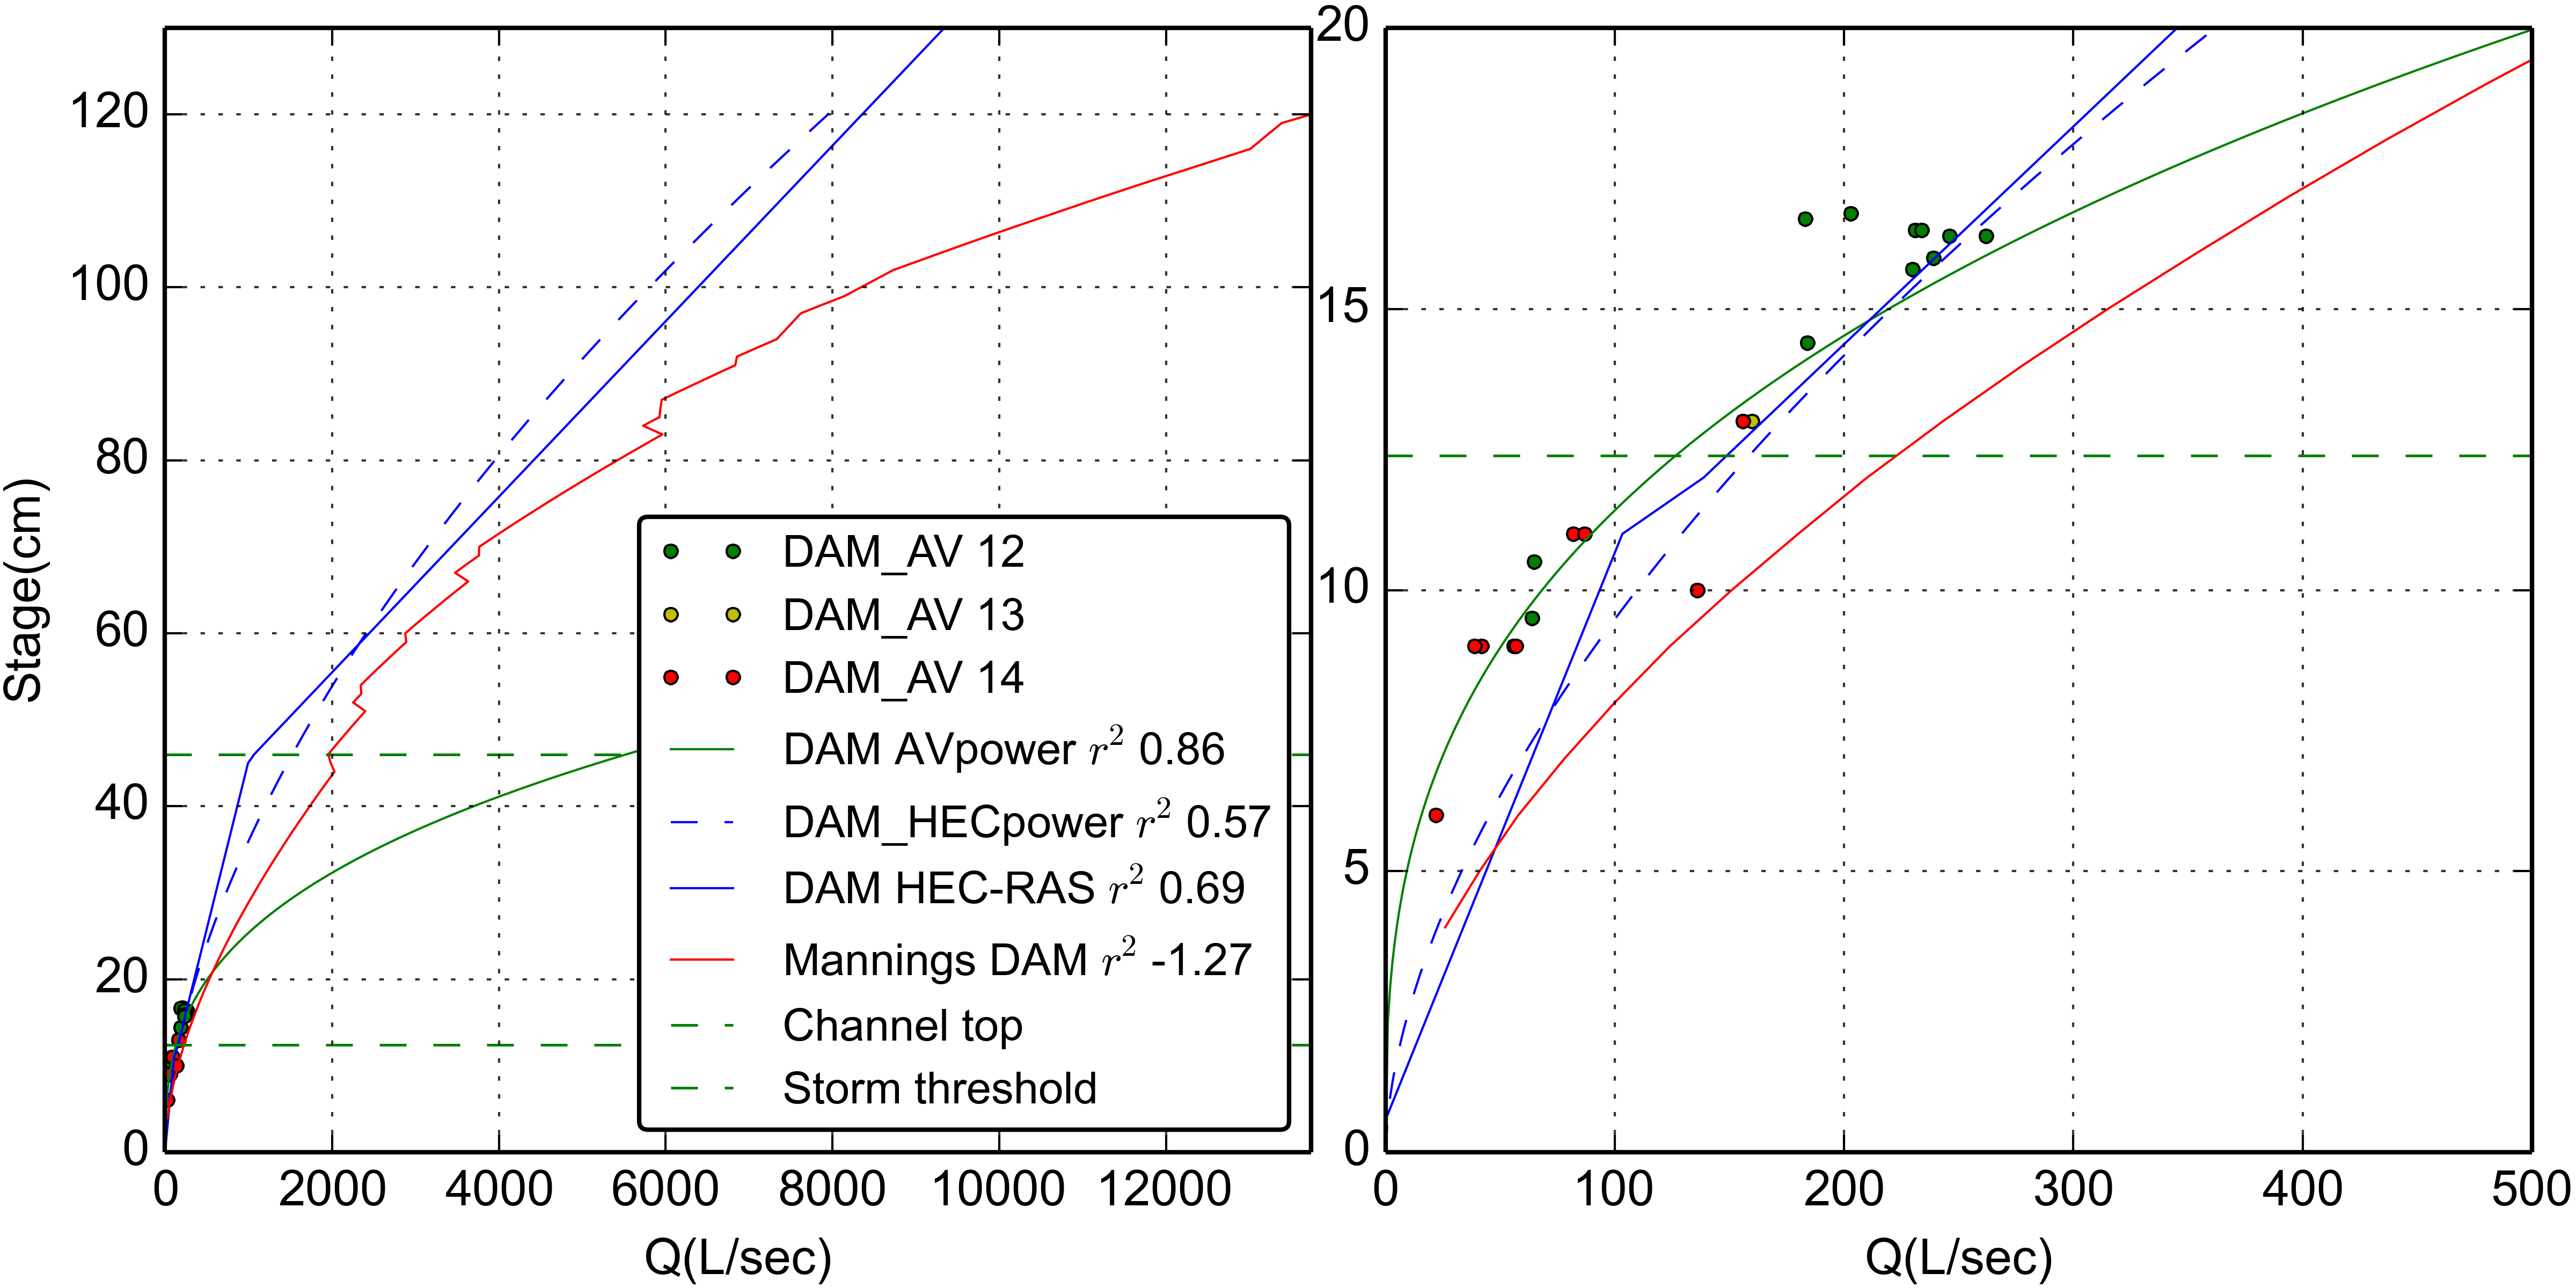 120
100
80
60
40
20
0
Stage(cm)
0 2000 4000 6000 8000 10000 12000
Q(L/sec)
DAM_AV 12
DAM_AV 13
DAM_AV 14
DAM AVpower r² 0.86
DAM_HECpower r² 0.57
DAM HEC-RAS r² 0.69
Mannings DAM r² -1.27
Channel top
Storm threshold
20
15
10
5
0
0 100 200 300 400 500
Q(L/sec)